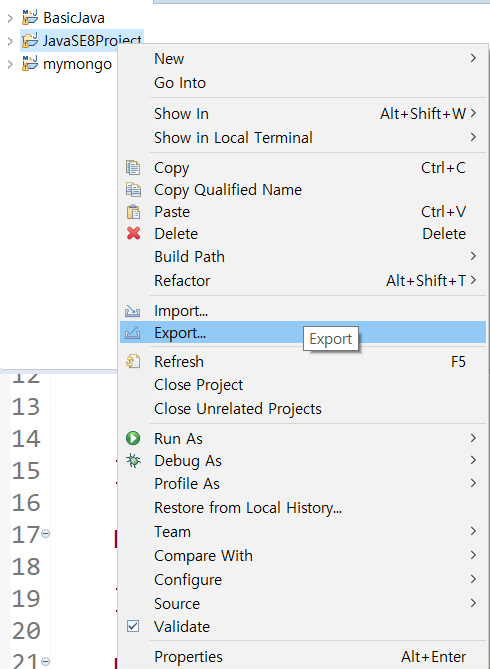 BasicJava
JavaSE8Project
mymongo
New
Go Into
Show In Alt+Shift+W
Show in Local Terminal
Copy Ctrl+C
Copy Qualified Name
Paste Ctrl+V
Delete Delete
Build Path
Refactor Alt+Shift+T
Import...
Export...
Export
Refresh F5
Close Project
Close Unrelated Projects
Run As
Debug As
Profile As
Restore from Local History...
Team
Compare With
Configure
Source
Validate
Properties Alt+Enter
12
13
14
15
16
17
18
19
20
21